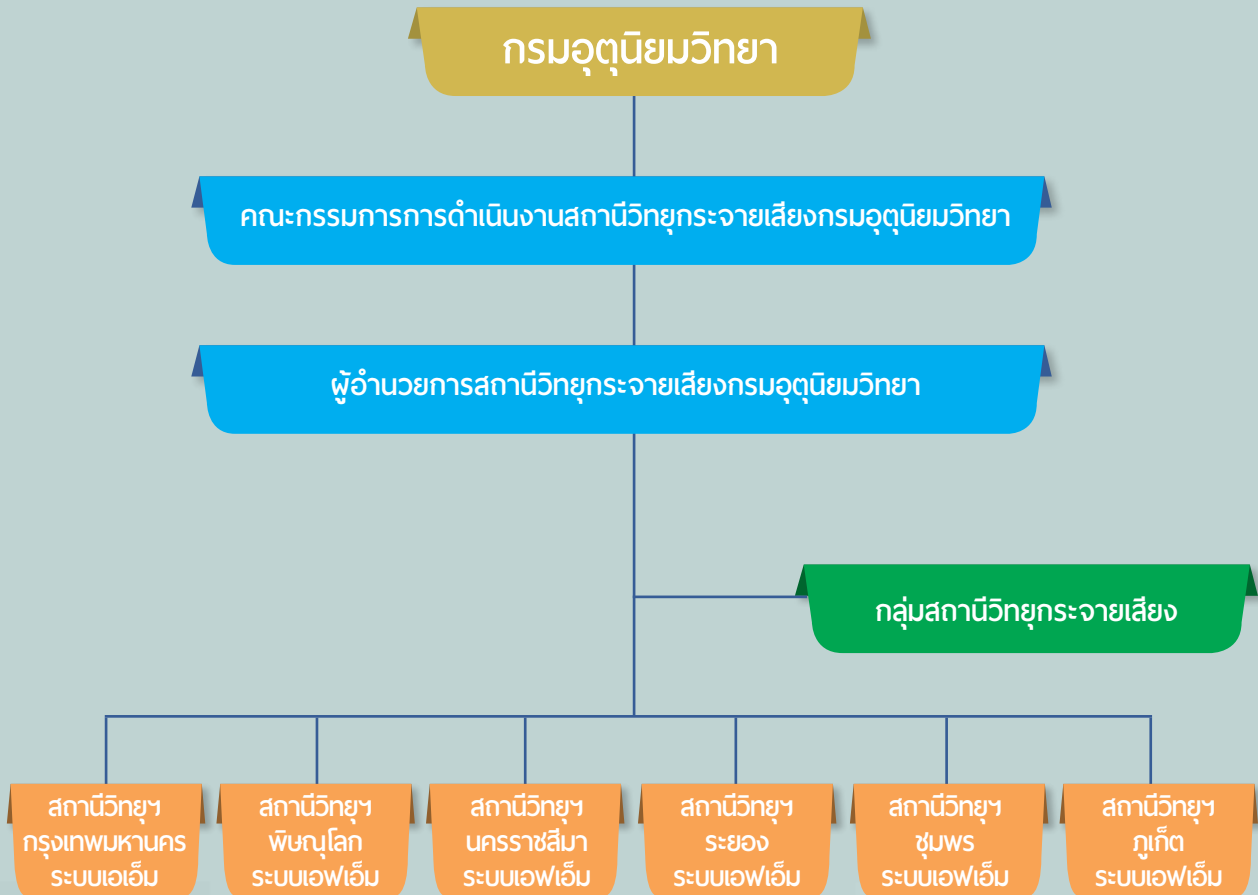 กรมอุตุนิยมวิทยา
คณะกรรมการการดำเนินงานสถานีวิทยุกระจายเสียงกรมอุตุนิยมวิทยา
ผู้อำนวยการสถานีวิทยุกระจายเสียงกรมอุตุนิยมวิทยา
กลุ่มสถานีวิทยุกระจายเสียง
สถานีวิทยุฯ
กรุงเทพมหานคร
ระบบเอเอ็ม
สถานีวิทยุฯ
พิษณุโลก
ระบบเอฟเอ็ม
สถานีวิทยุฯ
นครราชสีมา
ระบบเอฟเอ็ม
สถานีวิทยุฯ
ระยอง
ระบบเอฟเอ็ม
สถานีวิทยุฯ
ชุมพร
ระบบเอฟเอ็ม
สถานีวิทยุฯ
ภูเก็ต
ระบบเอฟเอ็ม